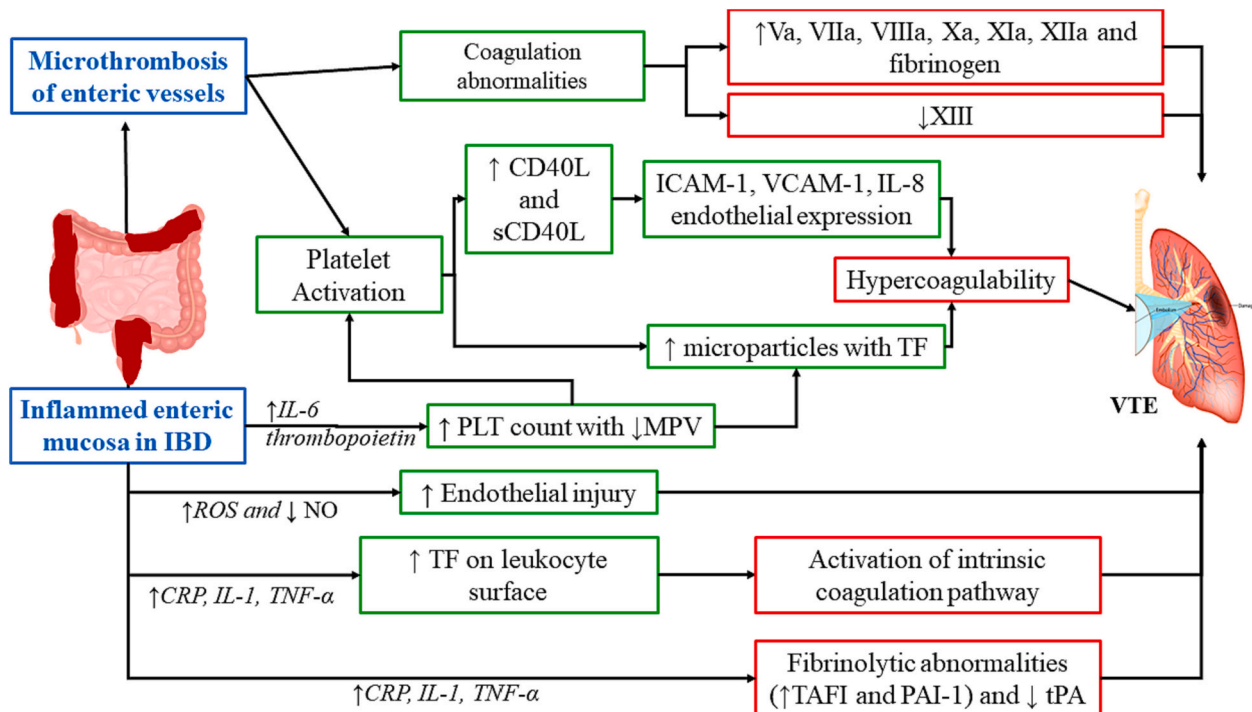 Microthrombosis
of enteric vessels
Coagulation
abnormalities
↑Va, VIIa, VIIIa, Xa, XIa, XIIa and
fibrinogen
↓XIII
↑ CD40L
and
sCD40L
ICAM-1, VCAM-1, IL-8
endothelial expression
Platelet
Activation
Hypercoagulability
↑ microparticles with TF
VTE
Inflammed enteric
mucosa in IBD
↑IL-6
thrombopoietin
↑ PLT count with ↓MPV
↑ROS and ↓ NO
↑ Endothelial injury
↑CRP, IL-1, TNF-α
↑ TF on leukocyte
surface
Activation of intrinsic
coagulation pathway
↑CRP, IL-1, TNF-α
Fibrinolytic abnormalities
(↑TAFI and PAI-1) and ↓ tPA